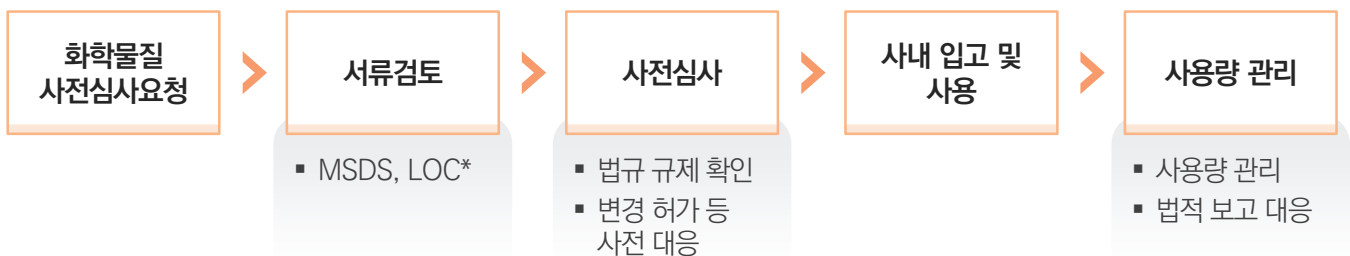 화학물질
사전심사요청
서류검토
사전심사
사내 입고 및
사용
사용량 관리
▪ MSDS, LOC*
▪ 법규 규제 확인
▪ 변경 허가 등
사전 대응
▪ 사용량 관리
▪ 법적 보고 대응